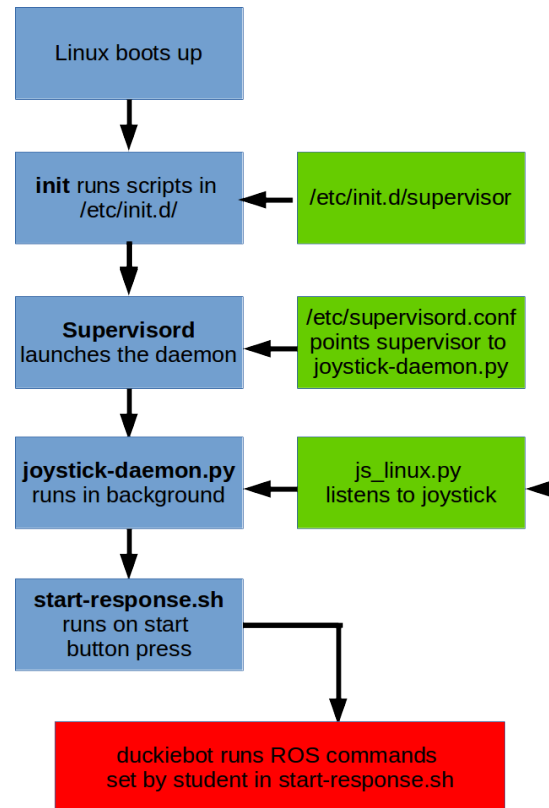 Linux boots up
init runs scripts in
/etc/init.d/
/etc/init.d/supervisor
Supervisord
launches the daemon
/etc/supervisord.conf
points supervisor to
joystick-daemon.py
joystick-daemon.py
runs in background
js_linux.py
listens to joystick
start-response.sh
runs on start
button press
duckiebot runs ROS commands
set by student in start-response.sh